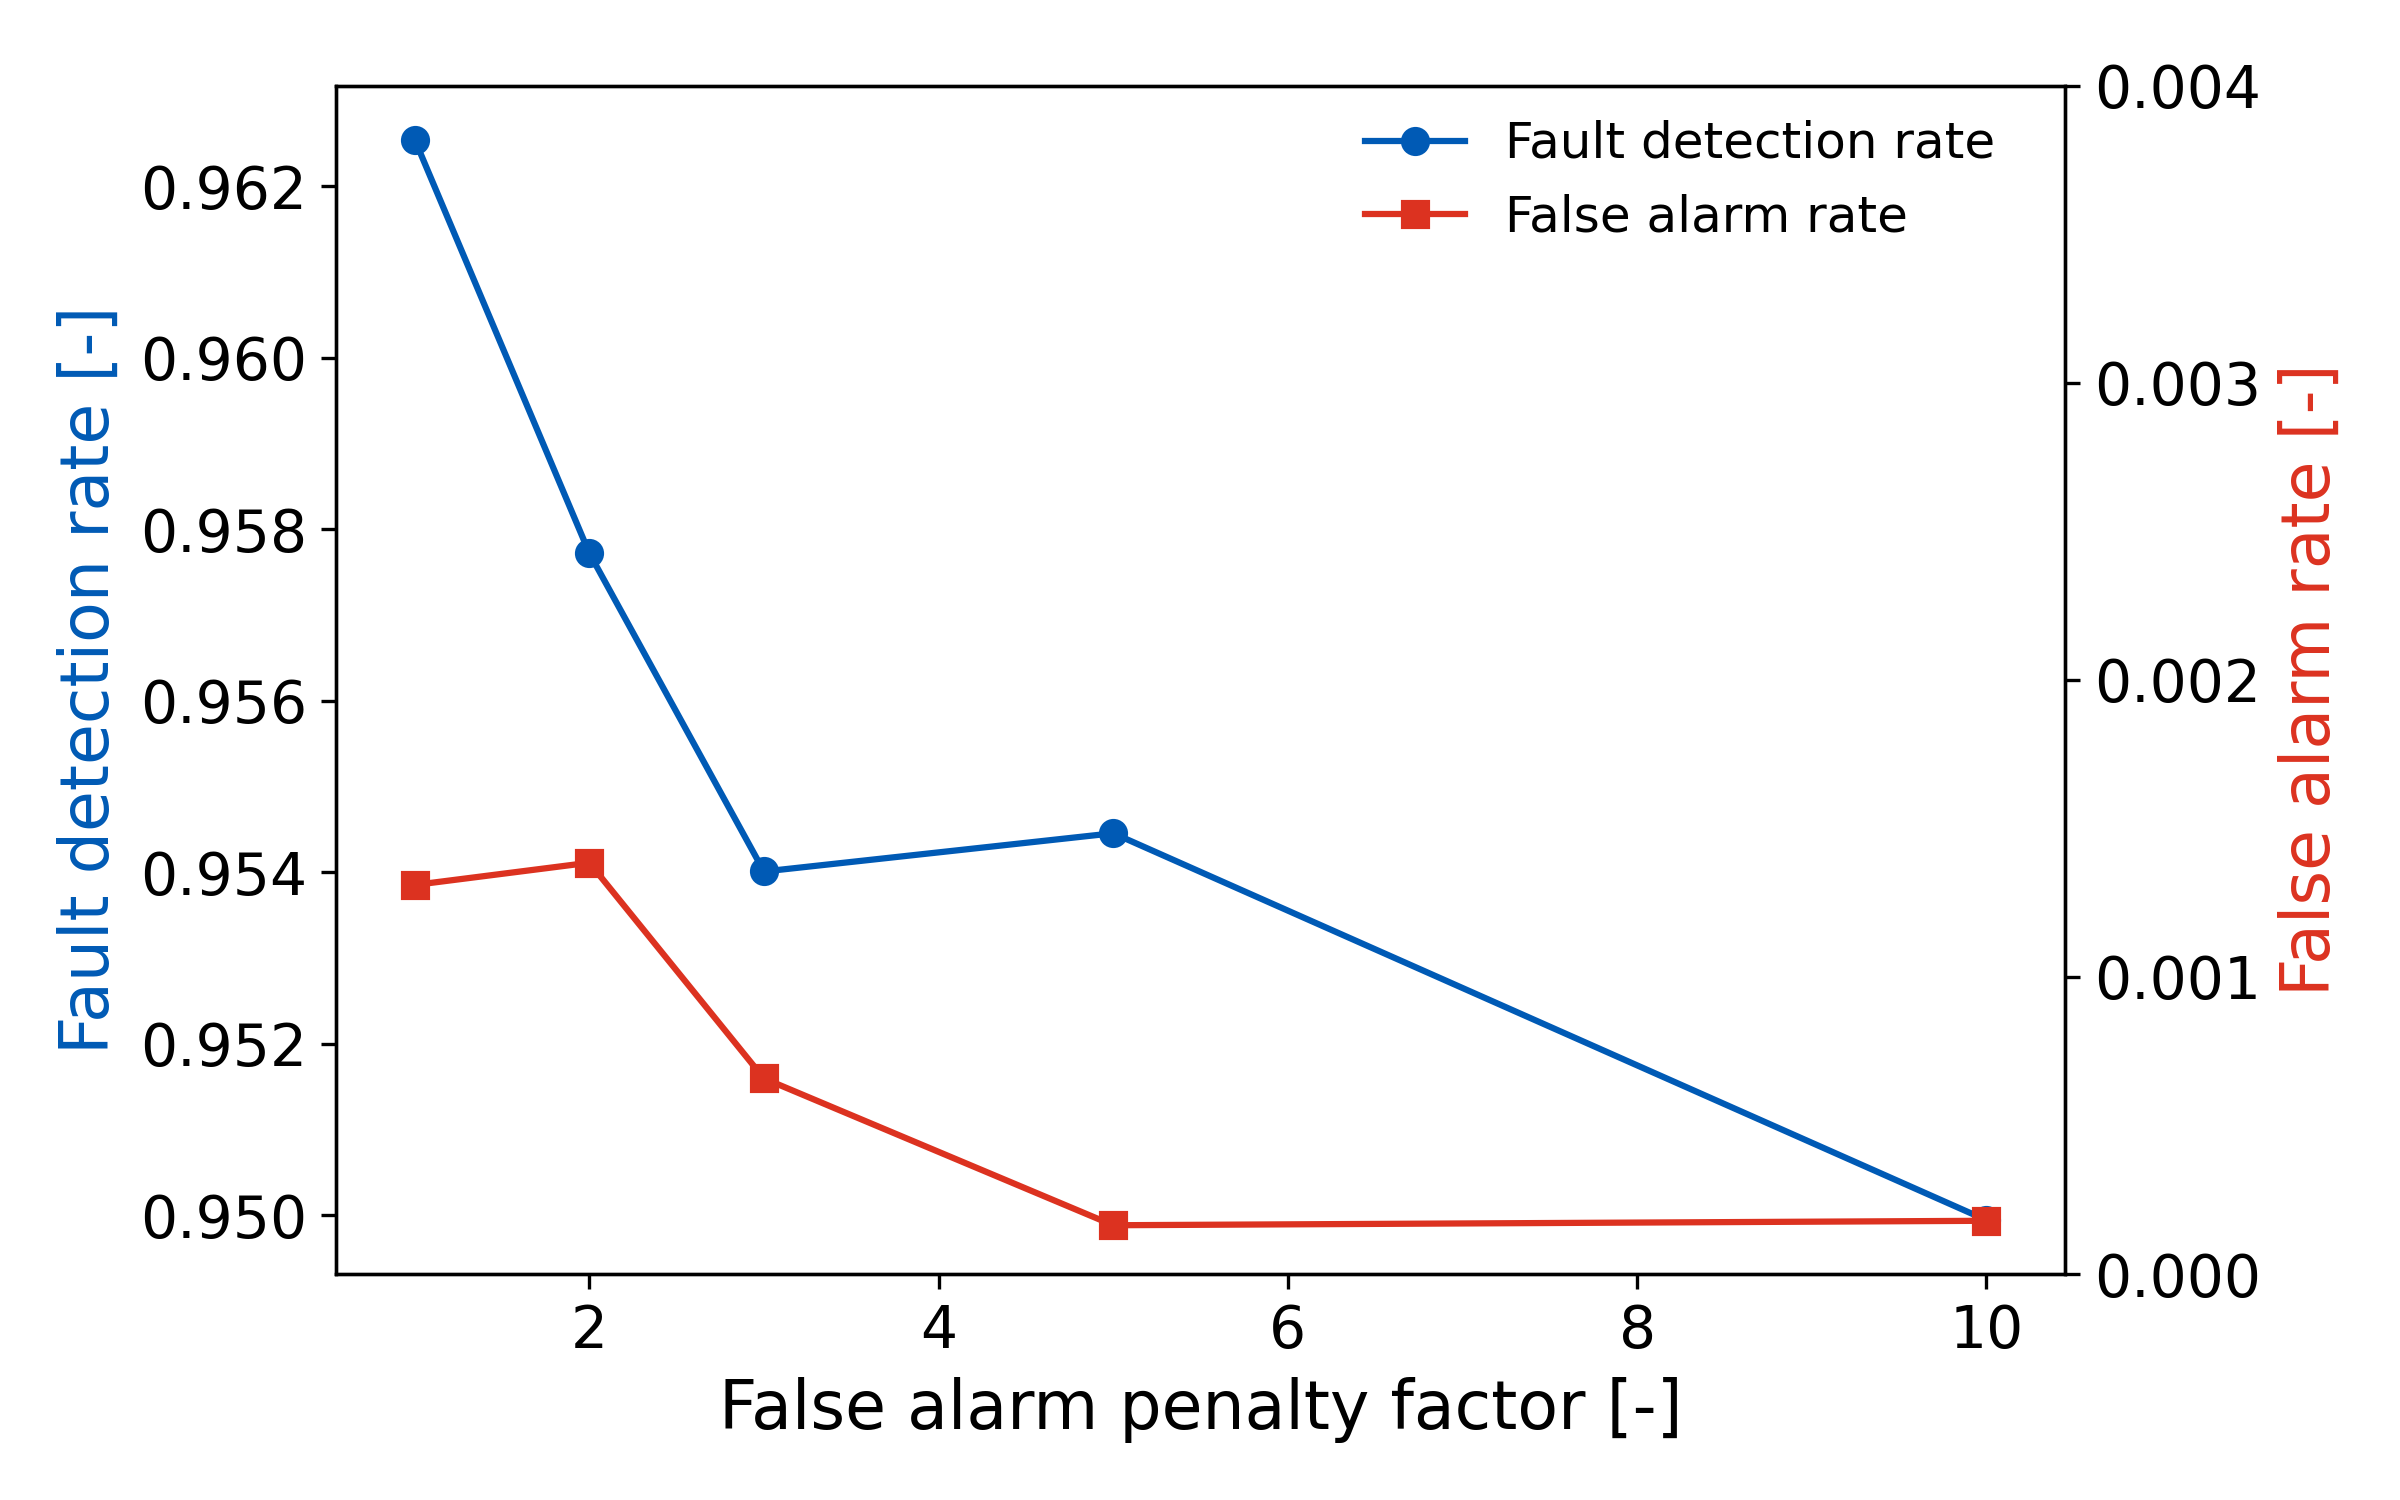 Fault detection rate
False alarm rate
0.962
0.960
0.958
0.956
0.954
0.952
0.950
Fault detection rate [-]
0.004
0.003
0.002
0.001
0.000
False alarm rate [-]
2 4 6 8 10
False alarm penalty factor [-]